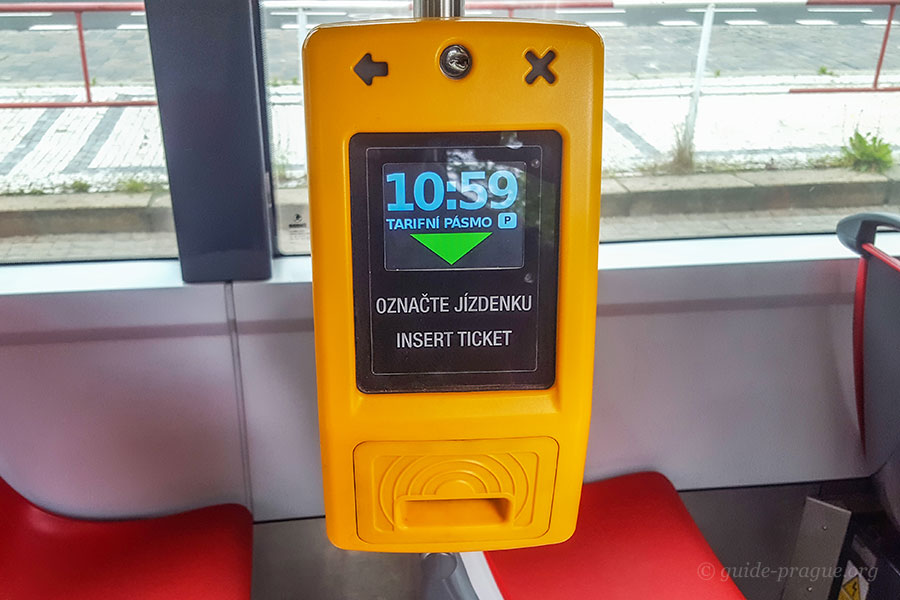 10:59
TARIFNÍ PÁSMO P
OZNAČTE JÍZDENKU
INSERT TICKET
© guide-prague.org